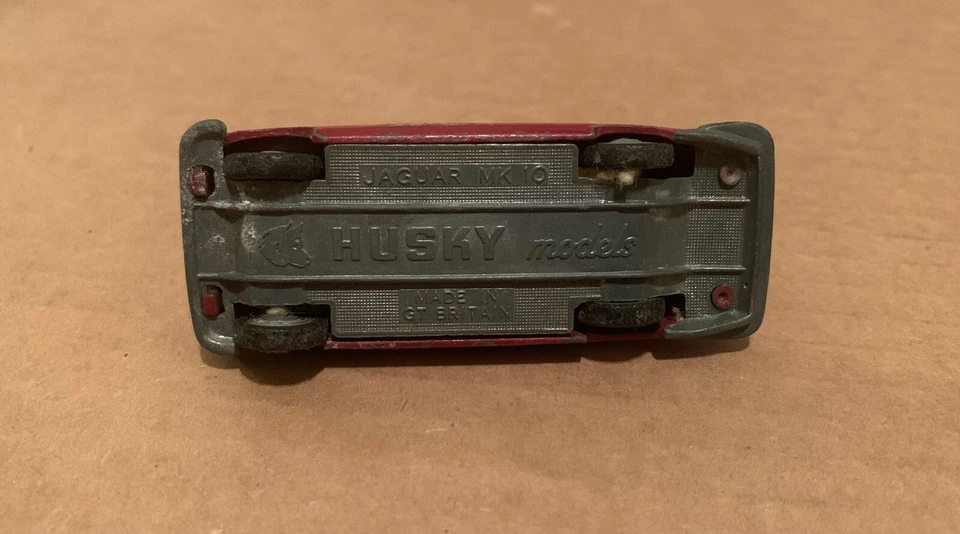 JAGUAR MK 10
HUSKY models
MADE IN
GT BRITAIN